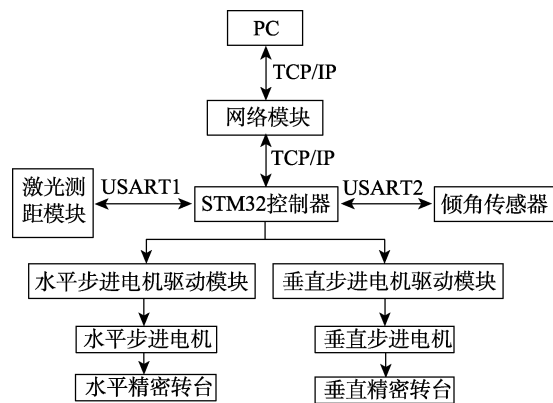 PC
TCP/IP
网络模块
TCP/IP
激光测
距模块
USART1
STM32控制器
USART2
倾角传感器
水平步进电机驱动模块
垂直步进电机驱动模块
水平步进电机
垂直步进电机
水平精密转台
垂直精密转台